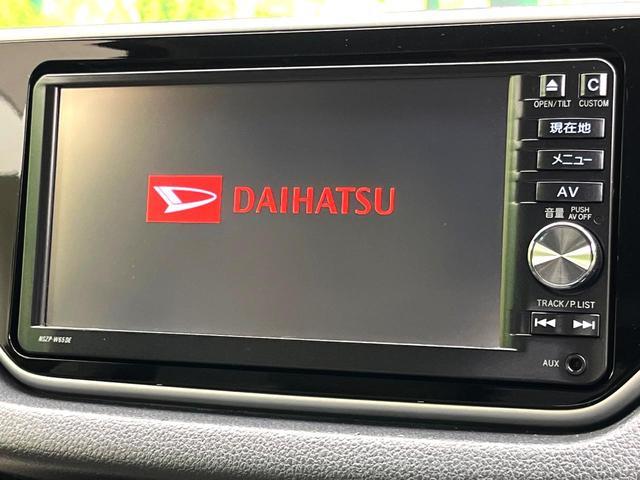 DAIHATSU
OPEN/TILT
C
CUSTOM
現在地
メニュー
AV
音量
PUSH
AV OFF
TRACK/P.LIST
AUX
NSZP-W65DE